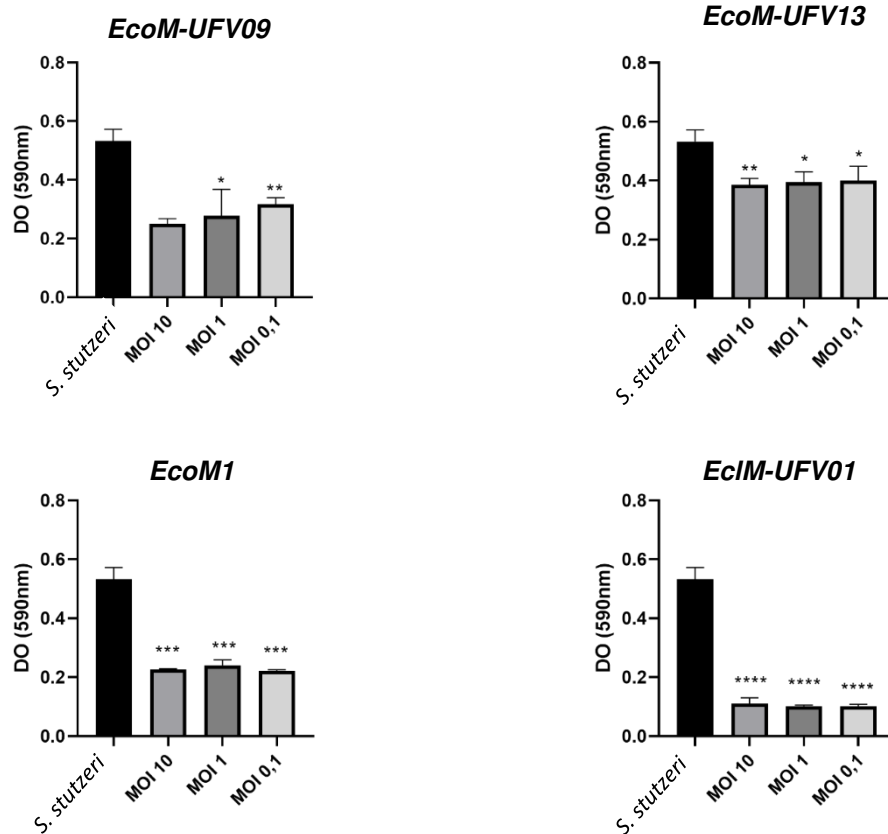 EcoM-UFV09
0.8
0.6
0.4
0.2
0.0
DO (590nm)
*
**
S. stutzeri
MOI 10
MOI 1
MOI 0,1
EcoM-UFV13
0.8
0.6
0.4
0.2
0.0
DO (590nm)
**
*
*
S. stutzeri
MOI 10
MOI 1
MOI 0,1
EcoM1
0.8
0.6
0.4
0.2
0.0
DO (590nm)
***
***
***
S. stutzeri
MOI 10
MOI 1
MOI 0,1
EclM-UFV01
0.8
0.6
0.4
0.2
0.0
DO (590nm)
****
****
****
S. stutzeri
MOI 10
MOI 1
MOI 0,1